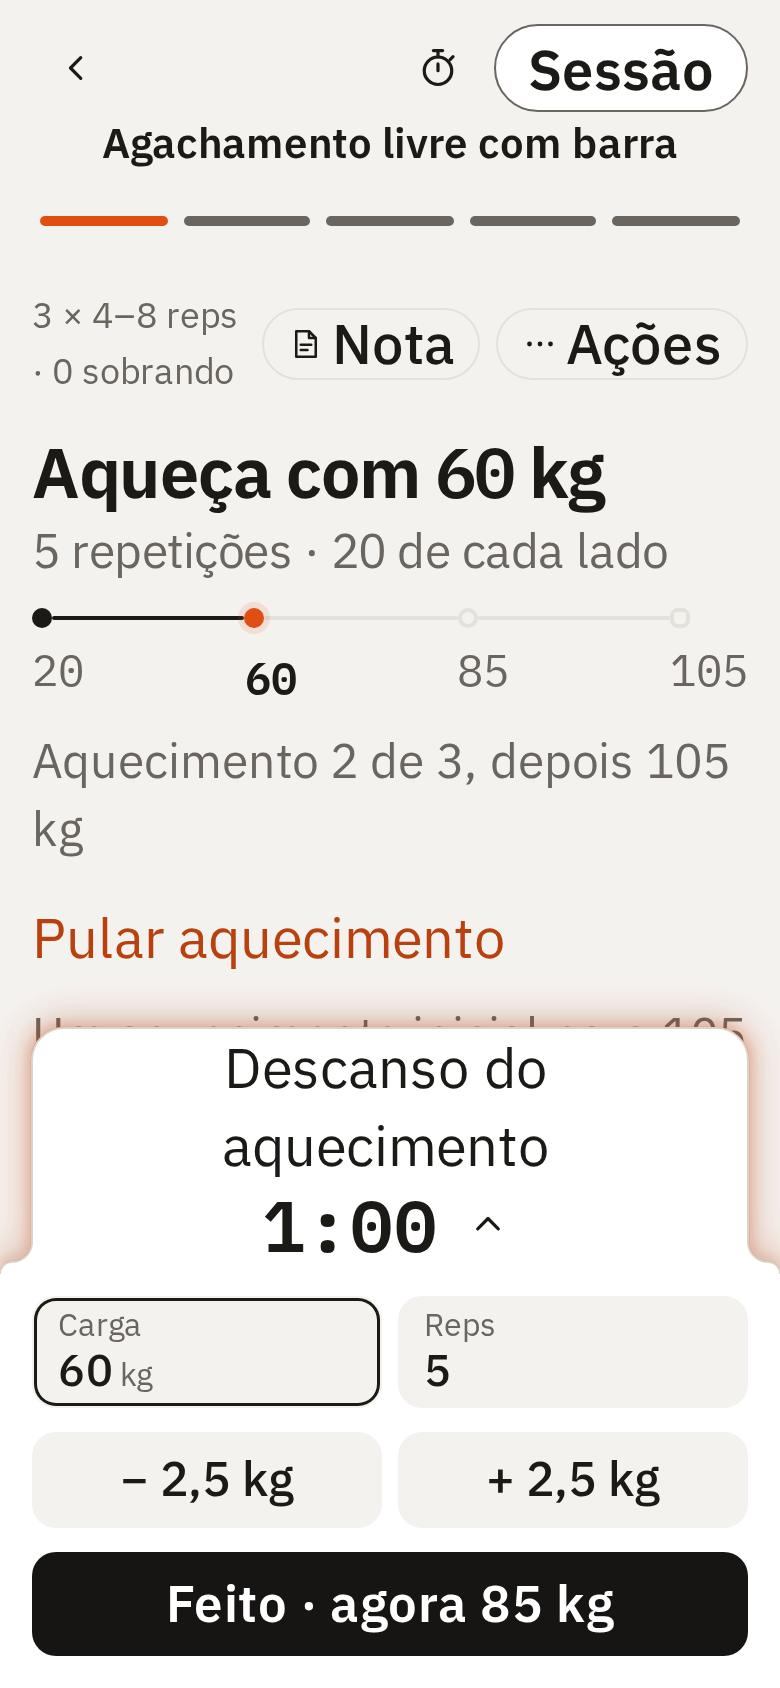 Sessão
Agachamento livre com barra
3 × 4–8 reps
· 0 sobrando
Nota
Ações
Aqueça com 60 kg
5 repetições · 20 de cada lado
20
60
85
105
Aquecimento 2 de 3, depois 105
kg
Pular aquecimento
Descanso do
aquecimento
1:00
Carga
60 kg
Reps
5
− 2,5 kg
+ 2,5 kg
Feito · agora 85 kg